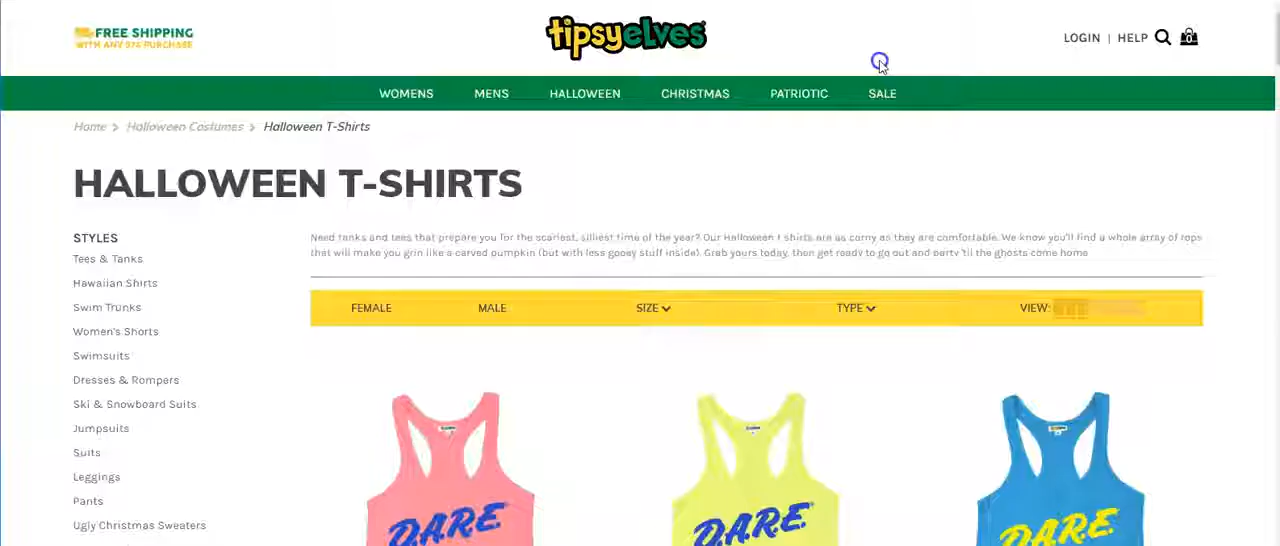 FREE SHIPPING
WITH ANY $74 PURCHASE
tipsyelves
LOGIN | HELP
0
WOMENS MENS HALLOWEEN CHRISTMAS PATRIOTIC SALE
Home > Halloween Costumes > Halloween T-Shirts
HALLOWEEN T-SHIRTS
STYLES
Tees & Tanks
Hawaiian Shirts
Swim Trunks
Women's Shorts
Swimsuits
Dresses & Rompers
Ski & Snowboard Suits
Jumpsuits
Suits
Leggings
Pants
Ugly Christmas Sweaters
Need tanks and tees that prepare you for the scariest, silliest time of the year? Our Halloween t shirts are as corny as they are comfortable. We know you'll find a whole array of tops
that will make you grin like a carved pumpkin (but with less gooey stuff inside). Grab yours today, then get ready to go out and party 'til the ghosts come home
FEMALE MALE SIZE TYPE VIEW:
D.A.R.E. D.A.R.E. D.A.R.E.